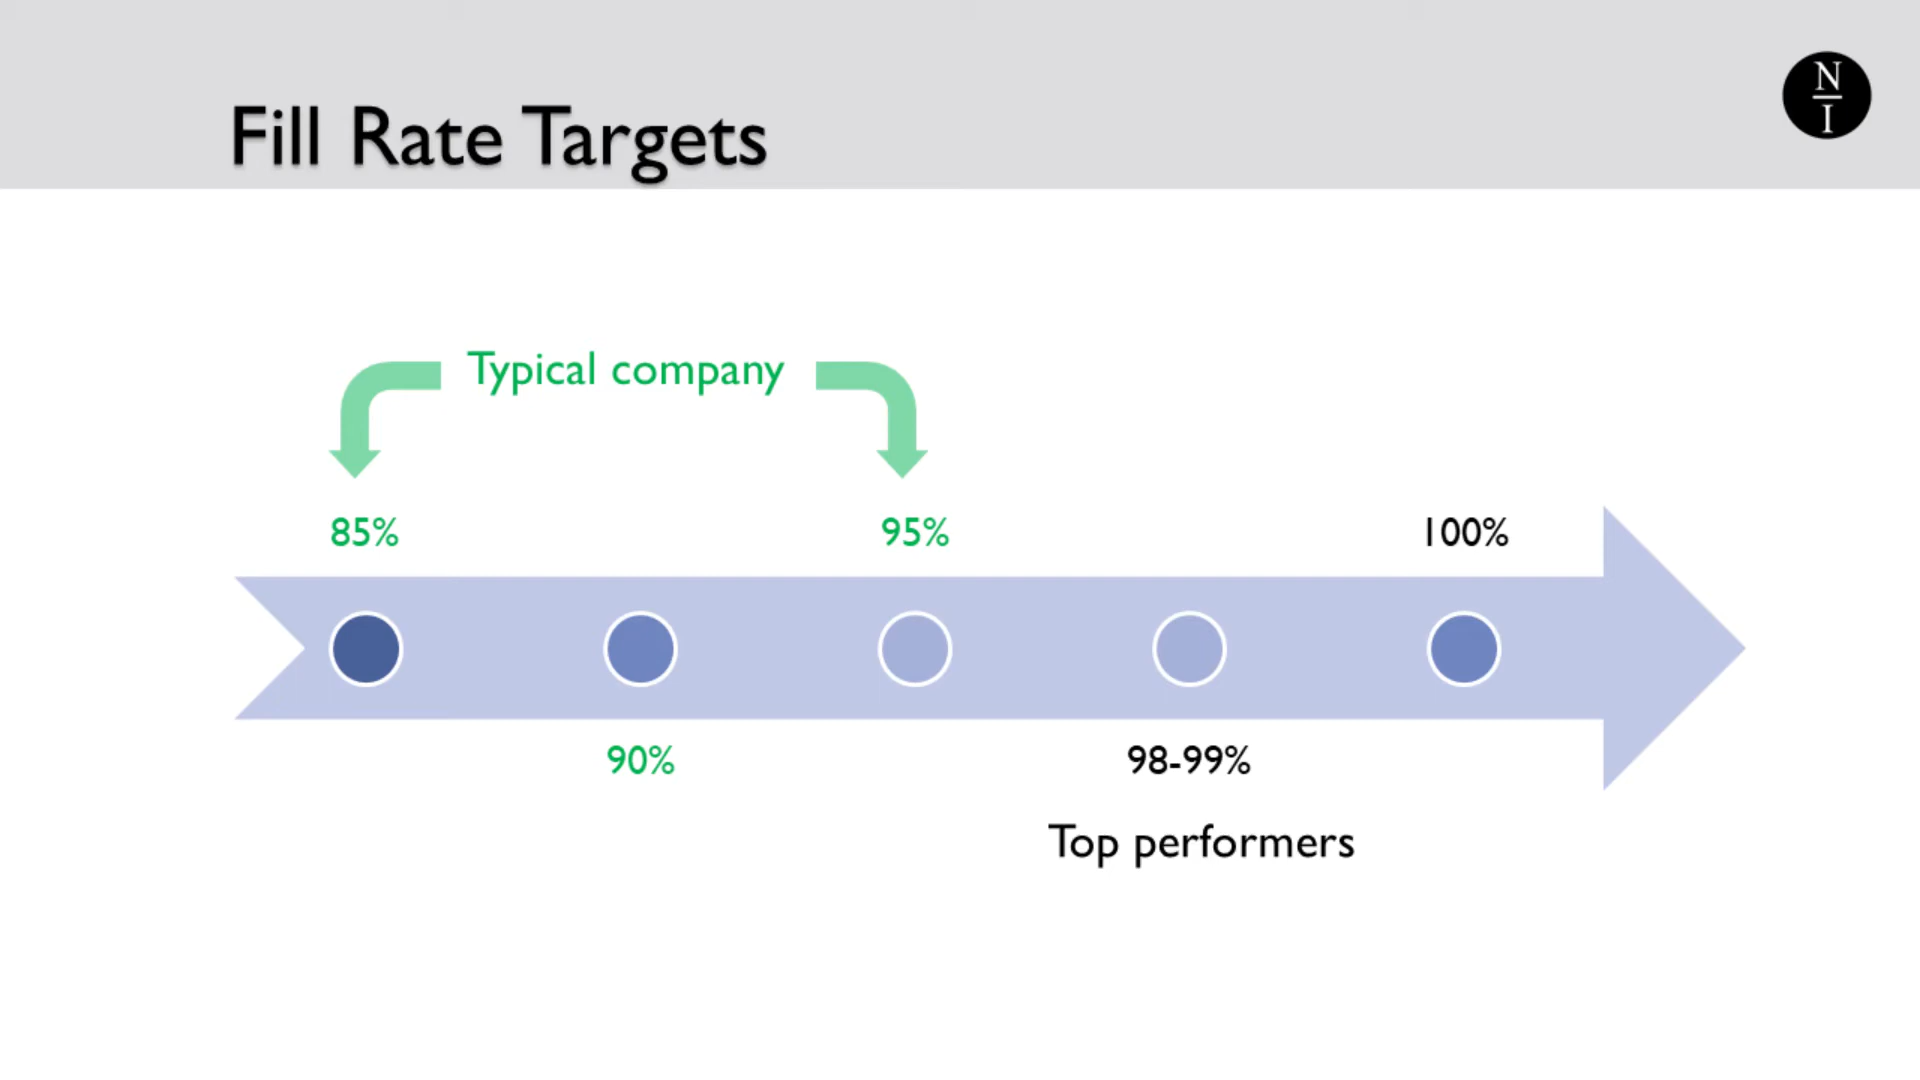 Fill Rate Targets
N
I
Typical company
85%
95%
100%
90%
98-99%
Top performers